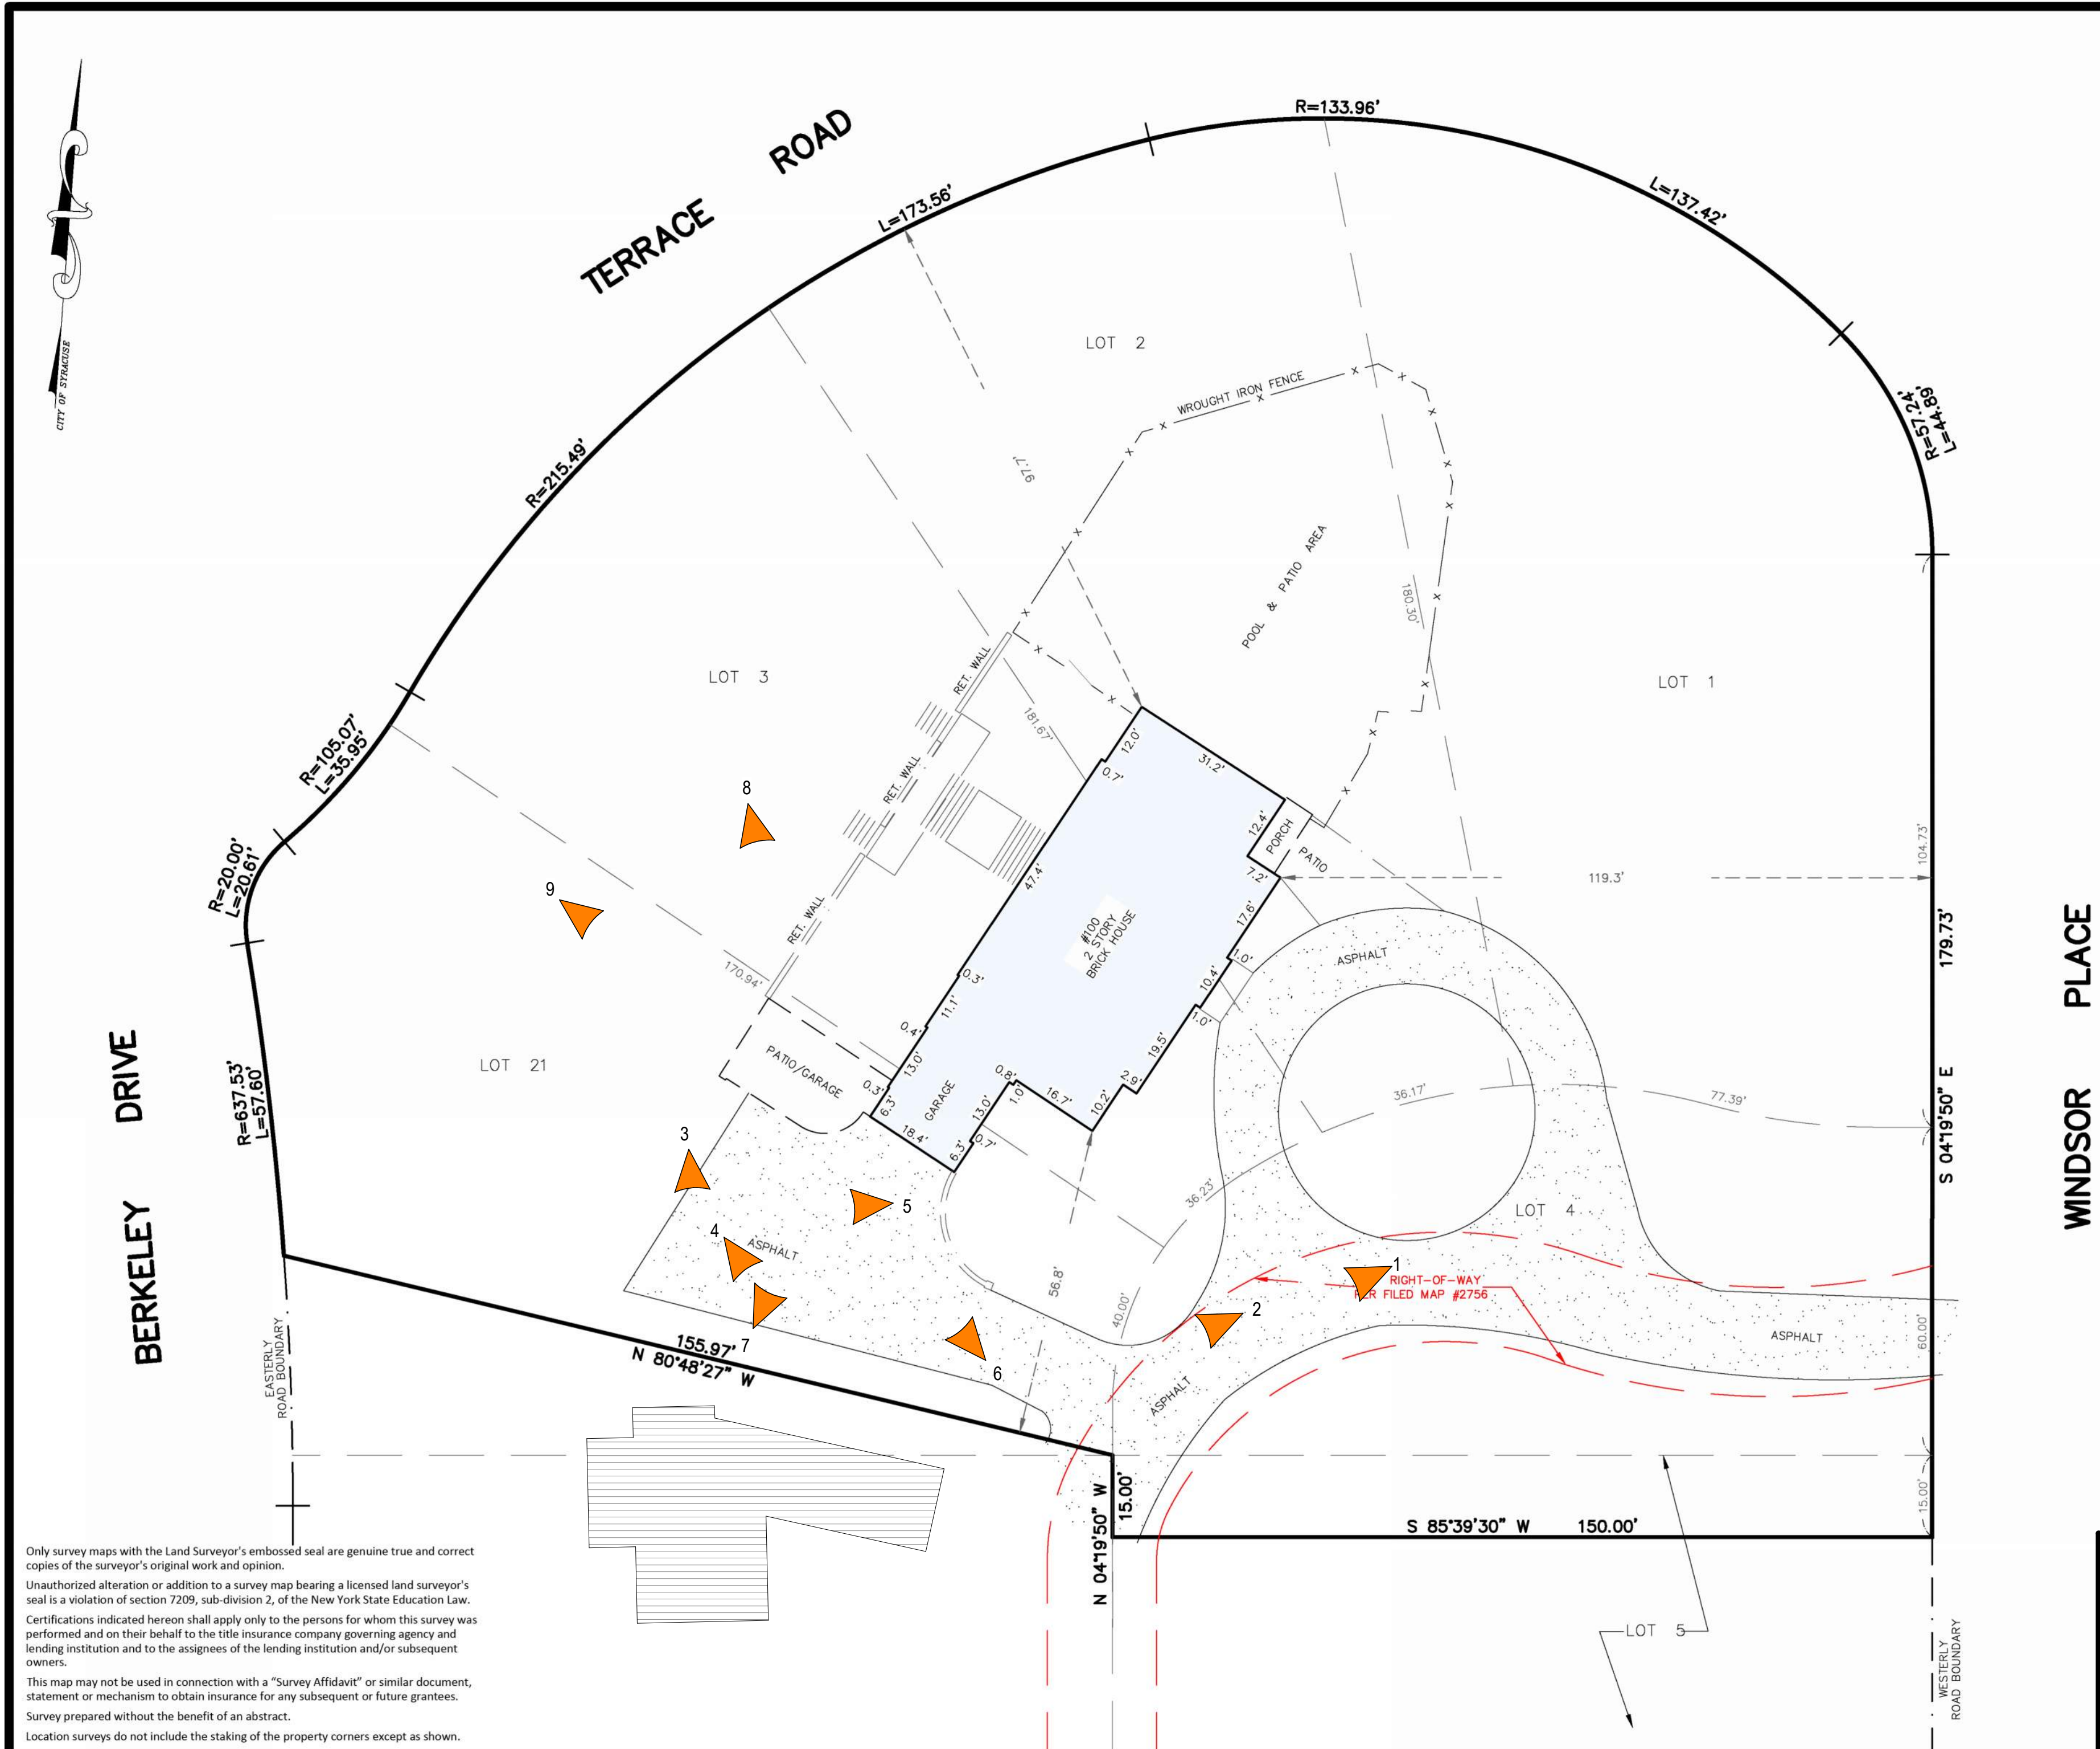 R=133.96'
TERRACE ROAD
L=173.56'
L=137.42'
CITY OF SYRACUSE
LOT 2
WROUGHT IRON FENCE
R=57.24'
L=44.89'
R=215.49'
97.7'
POOL & PATIO AREA
180.30'
LOT 3
RET. WALL
LOT 1
181.67'
12.0'
31.2'
0.7'
R=105.07'
L=35.95'
RET. WALL
8
12.4'
PORCH
PATIO
7.2'
119.3'
104.73'
R=20.00'
L=20.61'
9
47.4'
RET. WALL
17.6'
#100
2 STORY
BRICK HOUSE
179.73'
WINDSOR PLACE
1.0'
ASPHALT
170.94'
0.3'
10.4'
11.1'
0.4'
1.0'
BERKELEY DRIVE
LOT 21
PATIO/GARAGE
13.0'
0.3'
6.3'
GARAGE
0.8'
1.0'
16.7'
19.5'
2.9'
10.2'
36.17'
77.39'
R=637.53'
L=57.60'
13.0'
18.4'
0.7'
6.3'
S 04°19'50" E
3
5
36.23'
LOT 4
4
ASPHALT
1
RIGHT-OF-WAY
PER FILED MAP #2756
56.8'
40.00'
2
7
6
ASPHALT
60.00'
155.97'
N 80°48'27" W
EASTERLY
ROAD BOUNDARY
ASPHALT
15.00'
N 04°19'50" W
S 85°39'30" W 150.00'
15.00'
LOT 5
WESTERLY
ROAD BOUNDARY
Only survey maps with the Land Surveyor's embossed seal are genuine true and correct
copies of the surveyor's original work and opinion.
Unauthorized alteration or addition to a survey map bearing a licensed land surveyor's
seal is a violation of section 7209, sub-division 2, of the New York State Education Law.
Certifications indicated hereon shall apply only to the persons for whom this survey was
performed and on their behalf to the title insurance company governing agency and
lending institution and to the assignees of the lending institution and/or subsequent
owners.
This map may not be used in connection with a “Survey Affidavit” or similar document,
statement or mechanism to obtain insurance for any subsequent or future grantees.
Survey prepared without the benefit of an abstract.
Location surveys do not include the staking of the property corners except as shown.